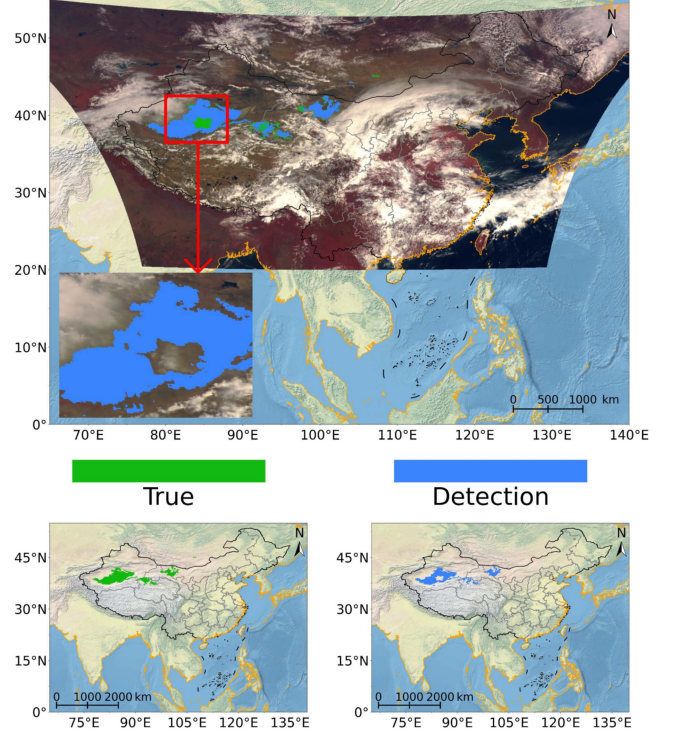 N
50°N
40°N
30°N
20°N
10°N
0°
0 500 1000 km
70°E 80°E 90°E 100°E 110°E 120°E 130°E 140°E
True
Detection
N
45°N
30°N
15°N
0°
0 1000 2000 km
75°E 90°E 105°E 120°E 135°E
N
45°N
30°N
15°N
0°
0 1000 2000 km
75°E 90°E 105°E 120°E 135°E